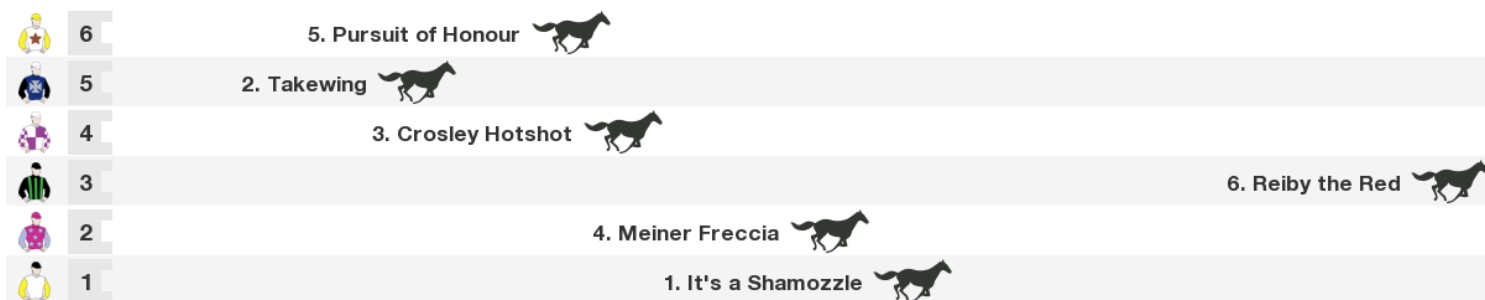 6 5. Pursuit of Honour
5 2. Takewing
4 3. Crosley Hotshot
3 6. Reiby the Red
2 4. Meiner Freccia
1 1. It's a Shamozzle